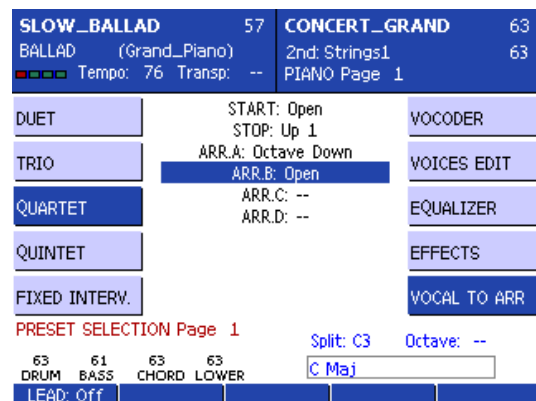 SLOW_BALLAD 57
BALLAD (Grand_Piano)
Tempo: 76 Transp: --
CONCERT_GRAND 63
2nd: Strings1 63
PIANO Page 1
DUET
TRIO
QUARTET
QUINTET
FIXED INTERV.
START: Open
STOP: Up 1
ARR.A: Octave Down
ARR.B: Open
ARR.C: --
ARR.D: --
VOCODER
VOICES EDIT
EQUALIZER
EFFECTS
VOCAL TO ARR
PRESET SELECTION Page 1
Split: C3 Octave: --
63 61 63 63
DRUM BASS CHORD LOWER
C Maj
LEAD: Off